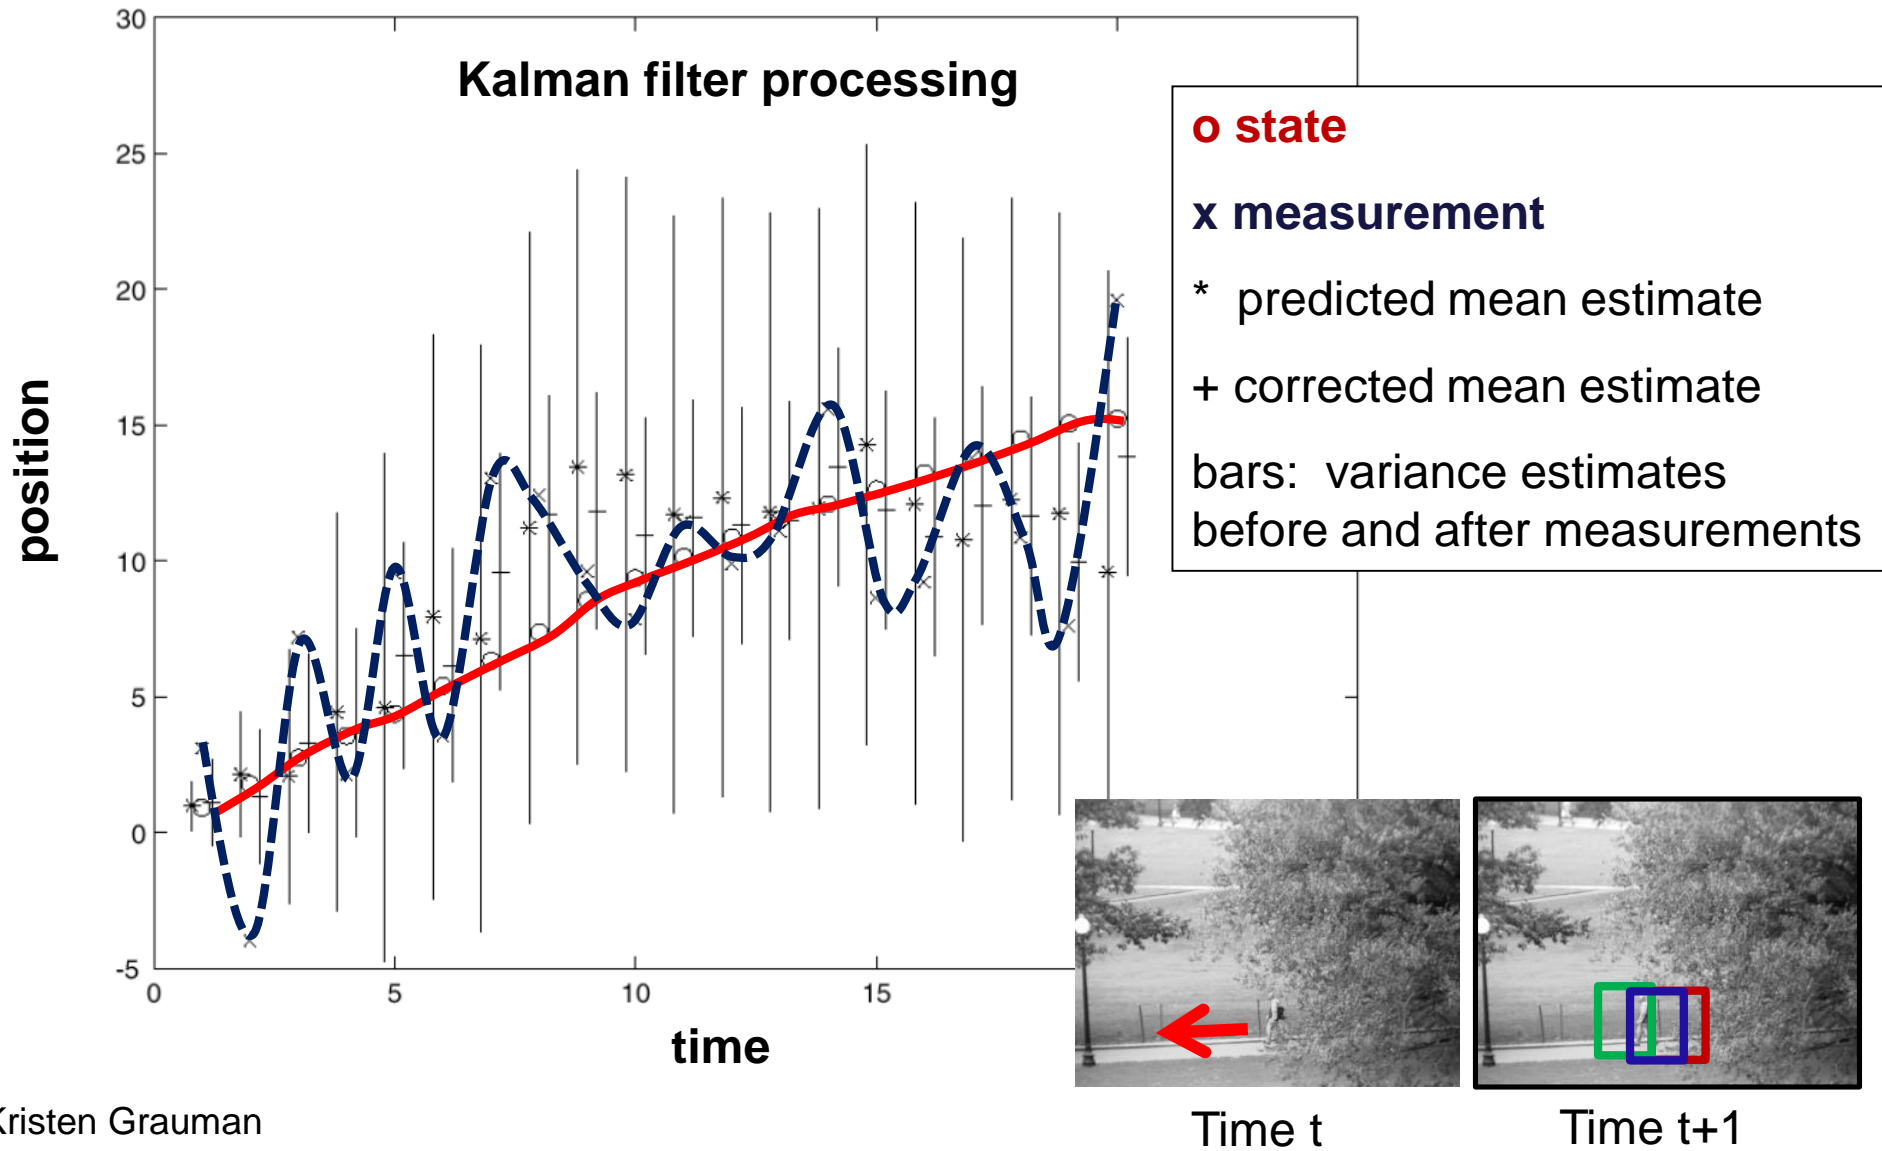 Kalman filter processing
30
25
20
15
10
5
0
-5
position
0
5
10
15
time
o state
x measurement
* predicted mean estimate
+ corrected mean estimate
bars: variance estimates
before and after measurements
Time t
Time t+1
Kristen Grauman